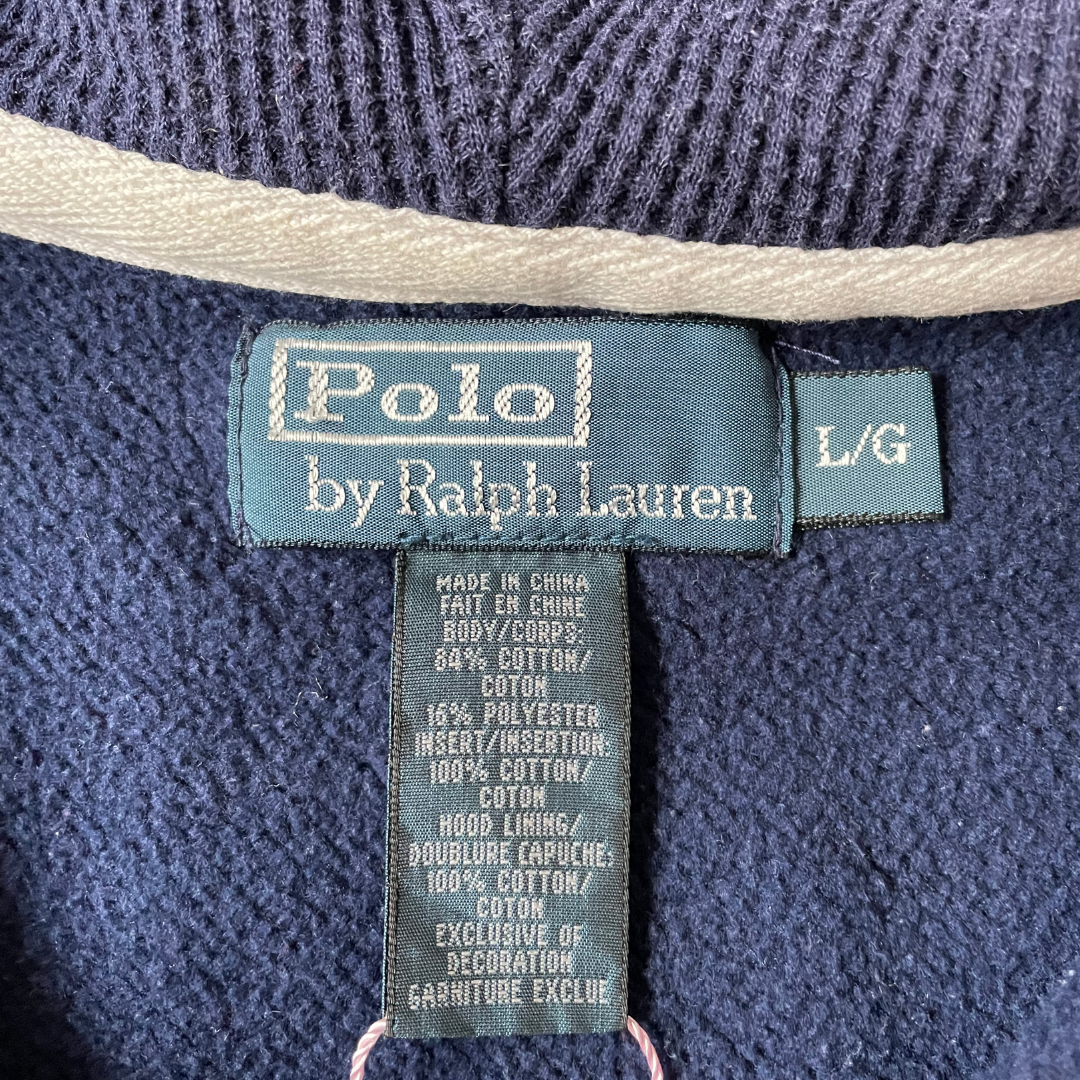 Polo
by Ralph Lauren
L/G
MADE IN CHINA
FAIT EN CHINE
BODY/CORPS:
84% COTTON/
COTON
16% POLYESTER
INSERT/INSERTION
100% COTTON/
COTON
HOOD LINING/
DOUBLURE CAPUCHE:
100% COTTON/
COTON
EXCLUSIVE OF
DECORATION
GARNITURE EXCLUE